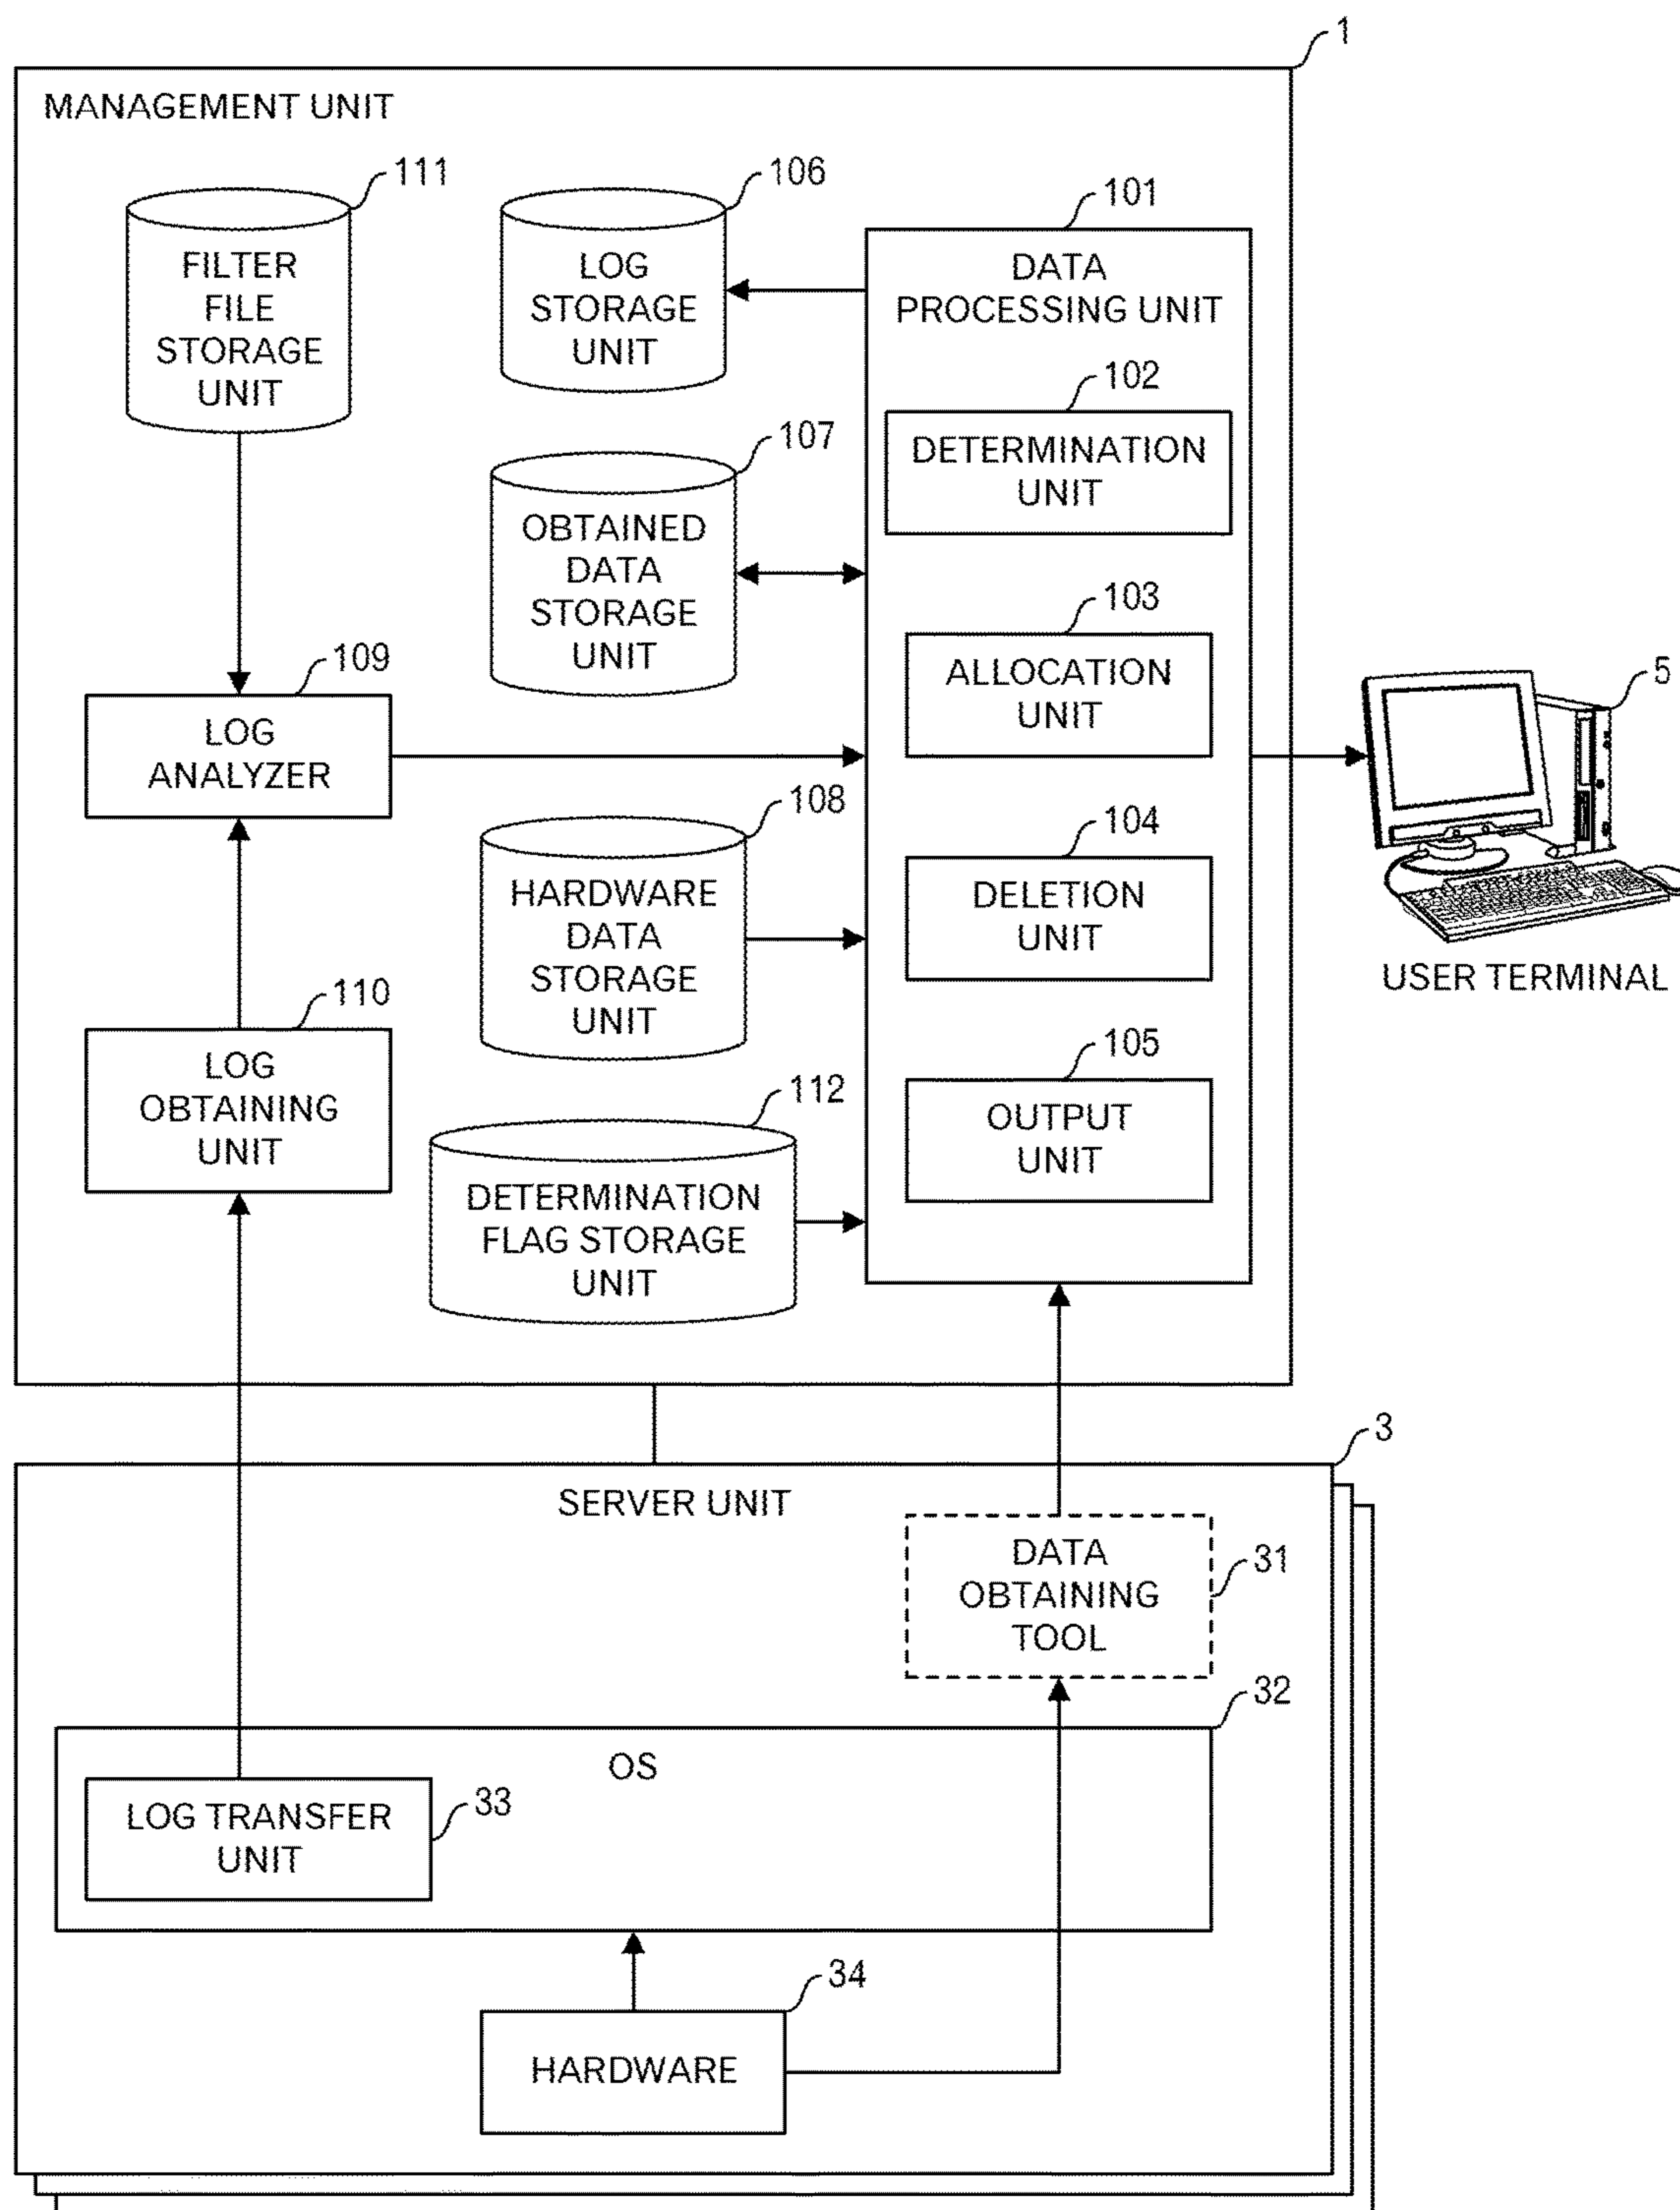 1
MANAGEMENT UNIT
111
FILTER
FILE
STORAGE
UNIT
106
LOG
STORAGE
UNIT
101
DATA
PROCESSING UNIT
102
DETERMINATION
UNIT
107
OBTAINED
DATA
STORAGE
UNIT
103
ALLOCATION
UNIT
109
LOG
ANALYZER
5
USER TERMINAL
108
HARDWARE
DATA
STORAGE
UNIT
104
DELETION
UNIT
110
LOG
OBTAINING
UNIT
105
OUTPUT
UNIT
112
DETERMINATION
FLAG STORAGE
UNIT
3
SERVER UNIT
DATA
OBTAINING
TOOL
31
32
OS
LOG TRANSFER
UNIT
33
34
HARDWARE